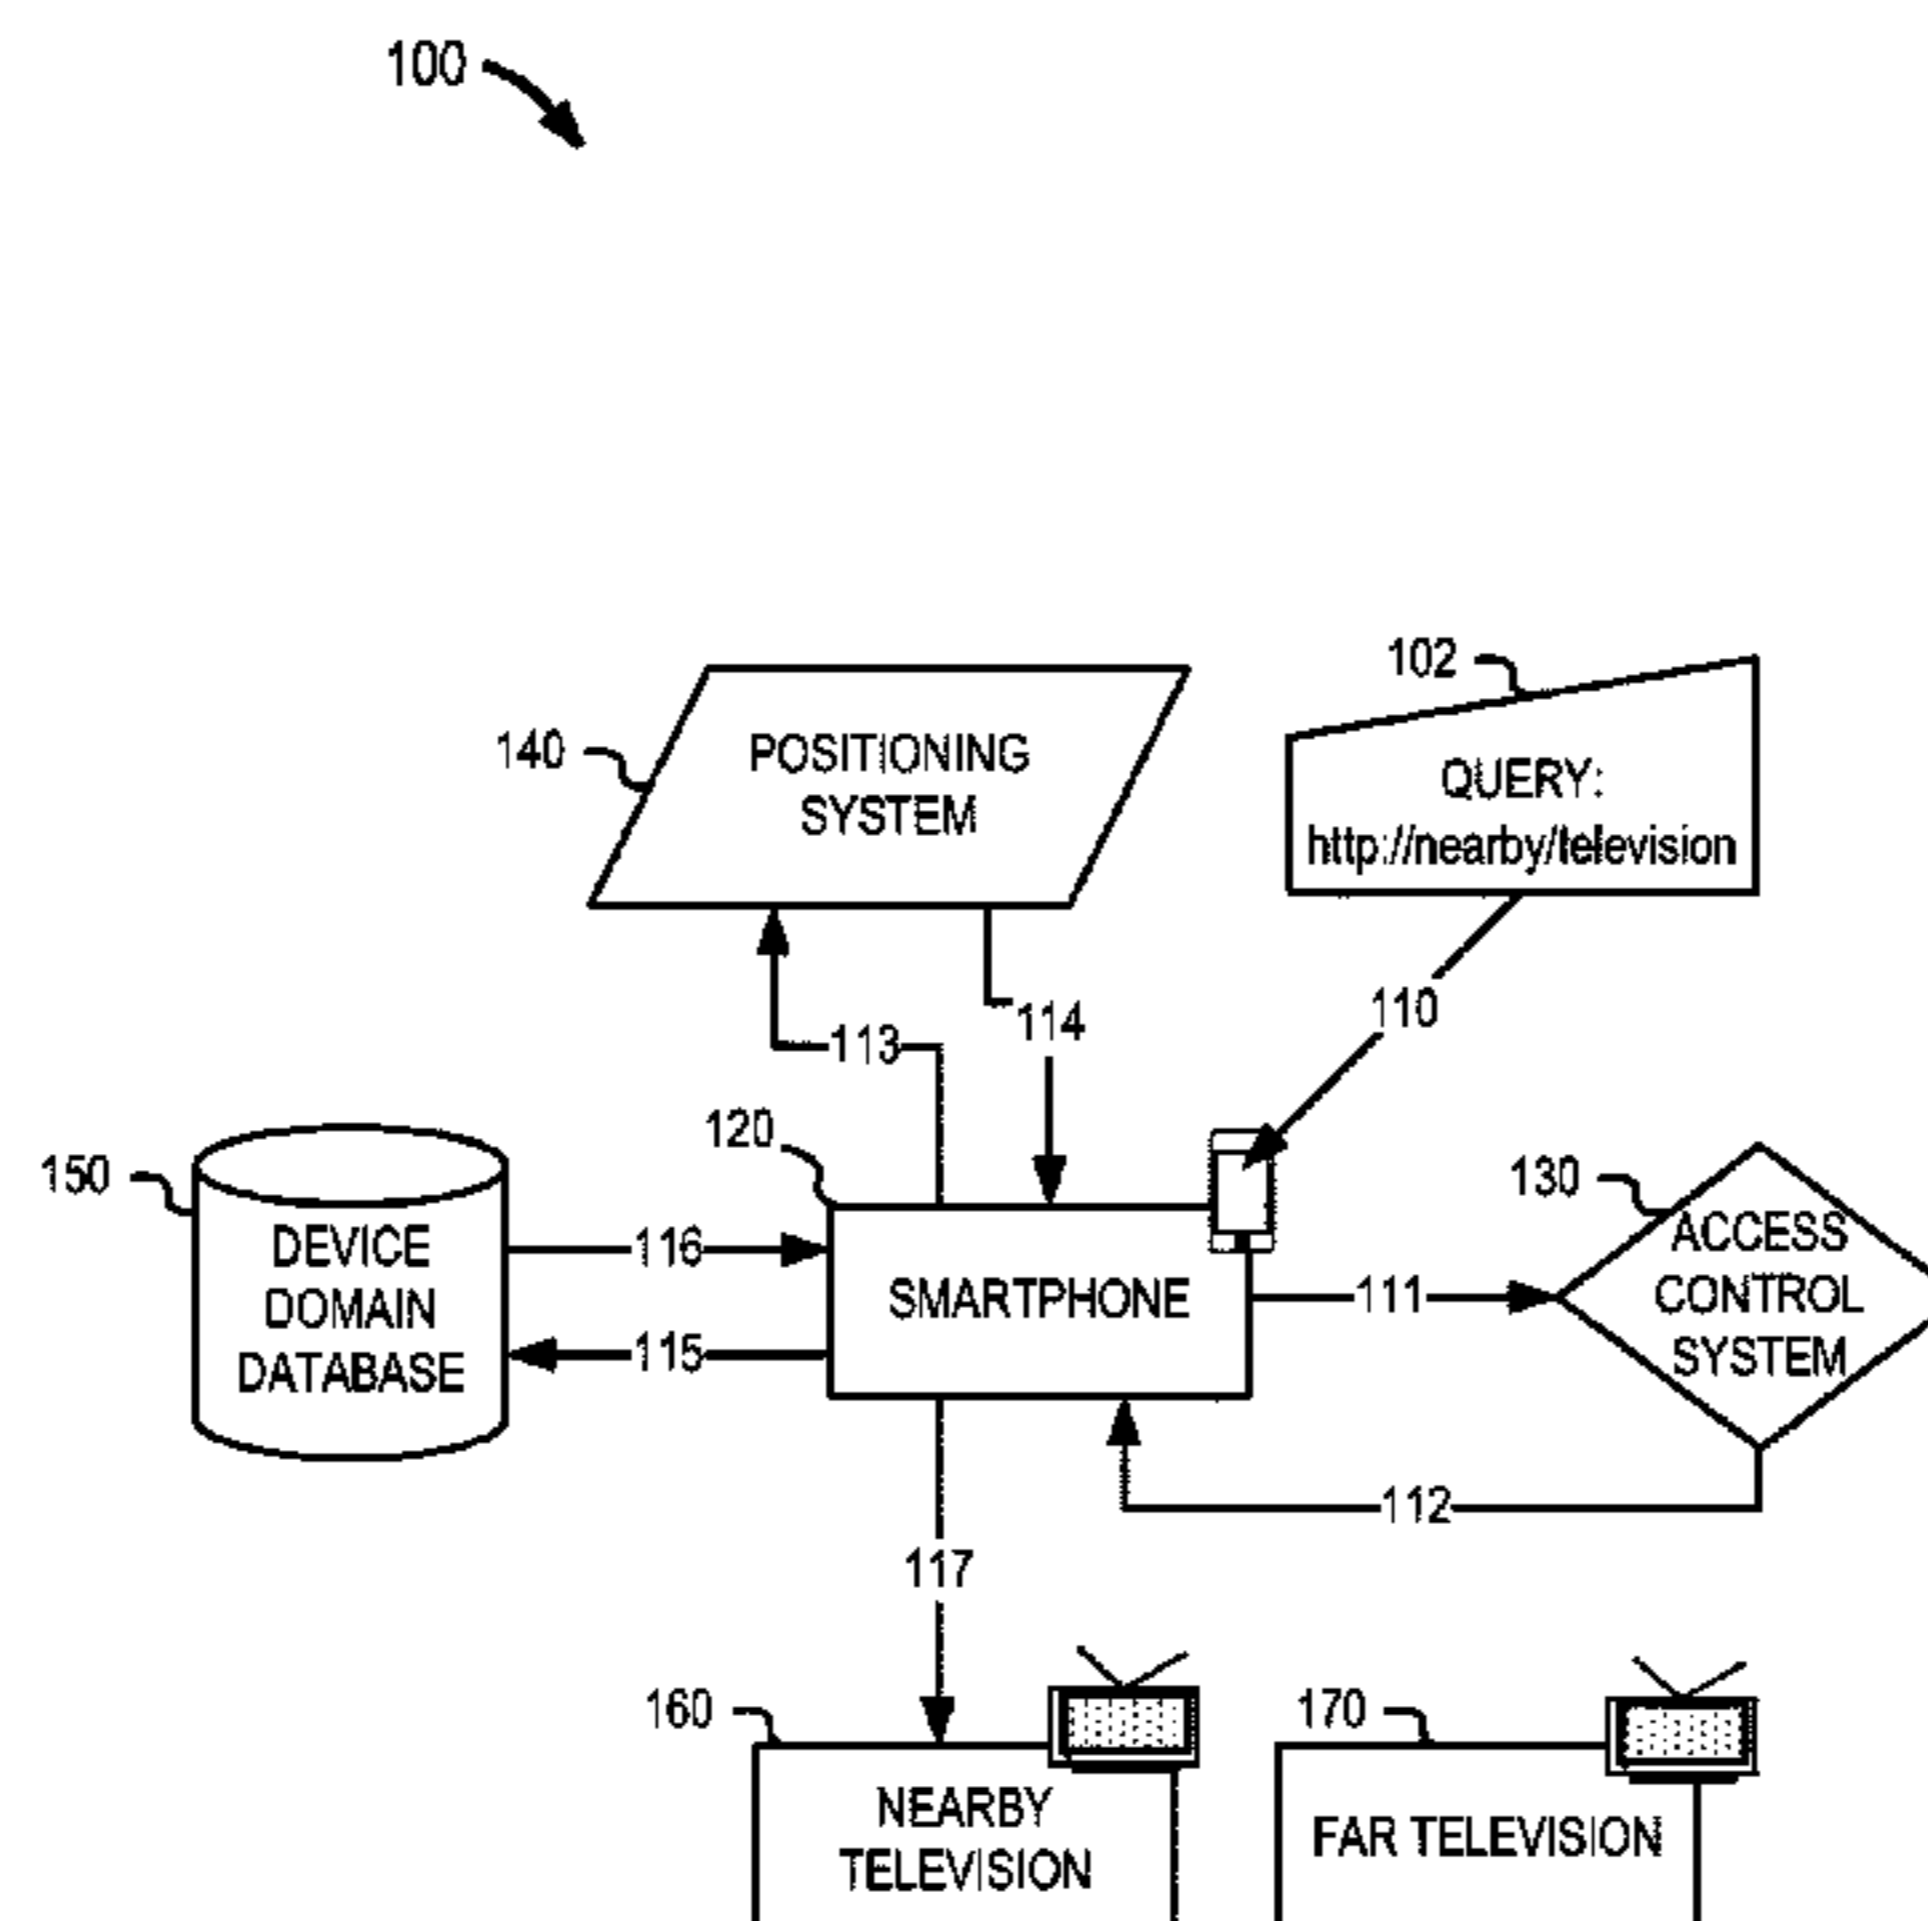 100
102
140
POSITIONING
SYSTEM
QUERY:
http://nearby/television
110
114
113
120
150
130
DEVICE
DOMAIN
DATABASE
116
115
SMARTPHONE
111
ACCESS
CONTROL
SYSTEM
112
117
160
170
NEARBY
TELEVISION
FAR TELEVISION